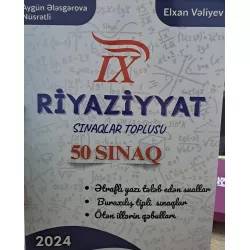 Aygün Ələsgərova
Nüsrətli
Elxan Vəliyev
IX
RİYAZİYYAT
SINAQLAR TOPLUSU
50 SINAQ
• Ətraflı yazı tələb edən suallar
• Buraxılış tipli sınaqlar
• Ötən illərin qəbulları
2024